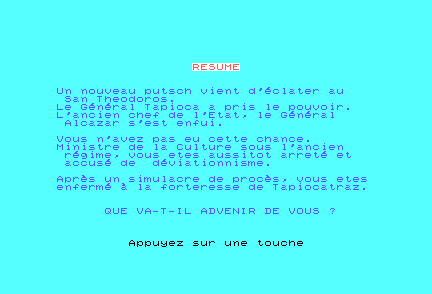 RESUME
Un nouveau putsch vient d'éclater au
San Theodoros.
Le Général Tapioca a pris le pouvoir.
L'ancien chef de l'Etat, le Général
Alcazar s'est enfui.
Vous n'avez pas eu cette chance.
Ministre de la Culture sous l'ancien
régime, vous etes aussitot arreté et
accusé de déviationnisme.
Après un simulacre de procès, vous etes
enfermé à la forteresse de Tapiocatraz.
QUE VA-T-IL ADVENIR DE VOUS ?
Appuyez sur une touche